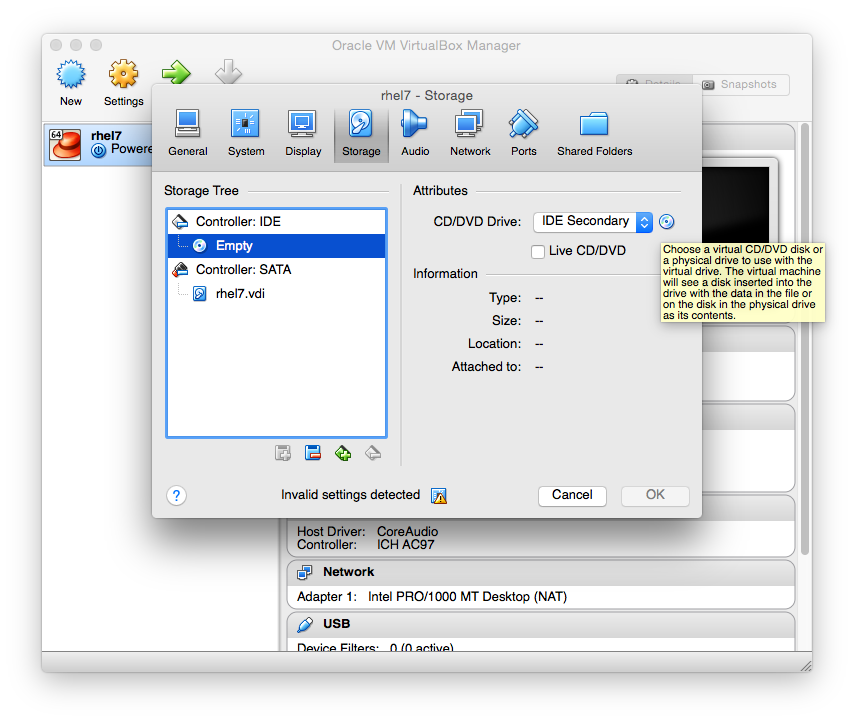 Oracle VM VirtualBox Manager
New
Settings
Details
Snapshots
64
rhel7
Powere
rhel7 - Storage
General
System
Display
Storage
Audio
Network
Ports
Shared Folders
Storage Tree
Controller: IDE
Empty
Controller: SATA
rhel7.vdi
Attributes
CD/DVD Drive:
IDE Secondary
Live CD/DVD
Information
Type: --
Size: --
Location: --
Attached to: --
Choose a virtual CD/DVD disk or
a physical drive to use with the
virtual drive. The virtual machine
will see a disk inserted into the
drive with the data in the file or
on the disk in the physical drive
as its contents.
?
Invalid settings detected
Cancel
OK
Host Driver: CoreAudio
Controller: ICH AC97
Network
Adapter 1: Intel PRO/1000 MT Desktop (NAT)
USB
Device Filters: 0 (0 active)